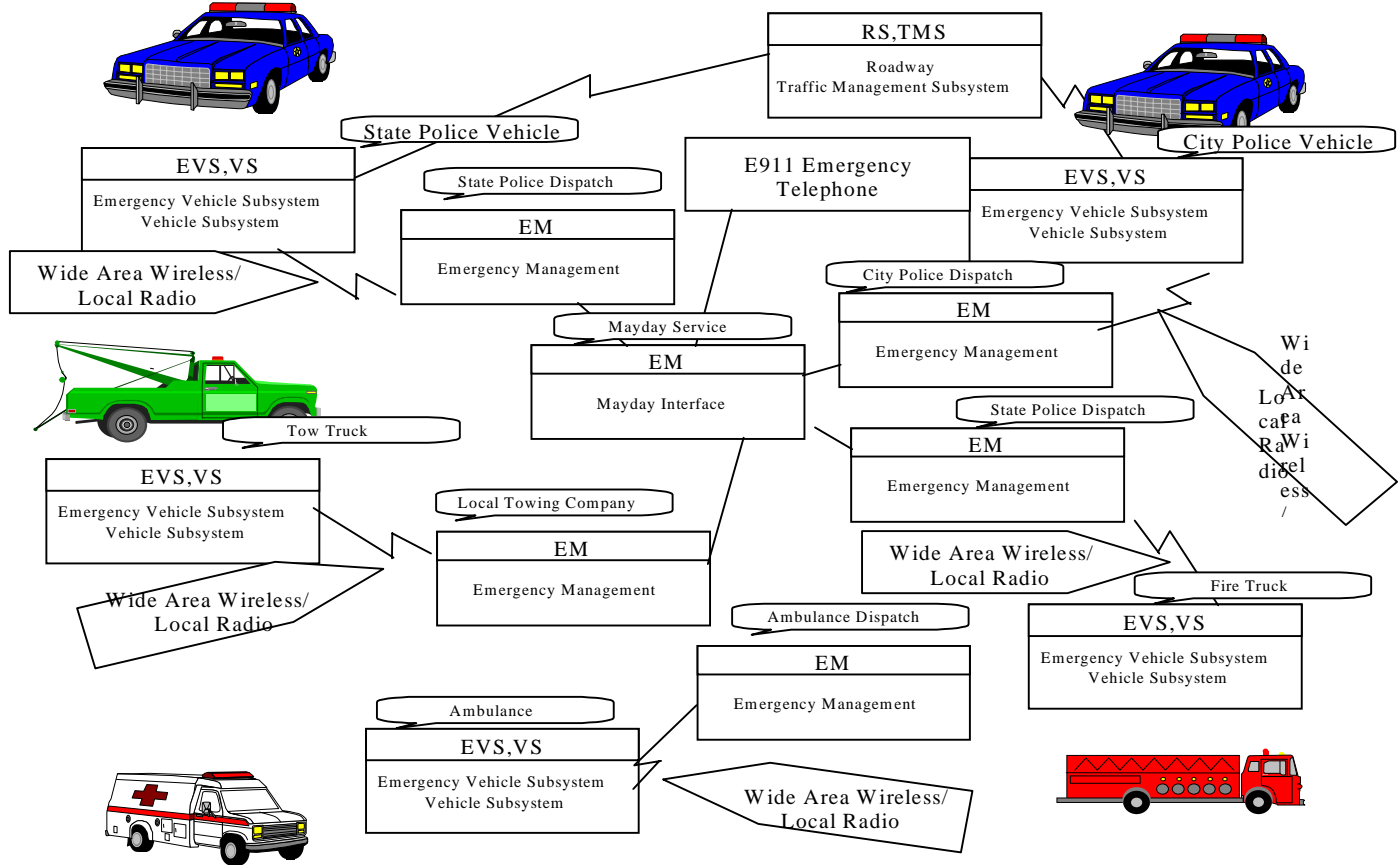 RS,TMS
Roadway
Traffic Management Subsystem
State Police Vehicle
City Police Vehicle
EVS,VS
Emergency Vehicle Subsystem
Vehicle Subsystem
State Police Dispatch
E911 Emergency
Telephone
EVS,VS
Emergency Vehicle Subsystem
Vehicle Subsystem
EM
Emergency Management
Wide Area Wireless/
Local Radio
City Police Dispatch
EM
Emergency Management
Mayday Service
EM
Mayday Interface
Wide Area Wireless/
Local Radio
Tow Truck
State Police Dispatch
EM
Emergency Management
EVS,VS
Emergency Vehicle Subsystem
Vehicle Subsystem
Local Towing Company
EM
Emergency Management
Wide Area Wireless/
Local Radio
Wide Area Wireless/
Local Radio
Fire Truck
EVS,VS
Emergency Vehicle Subsystem
Vehicle Subsystem
Ambulance Dispatch
EM
Emergency Management
Ambulance
EVS,VS
Emergency Vehicle Subsystem
Vehicle Subsystem
Wide Area Wireless/
Local Radio